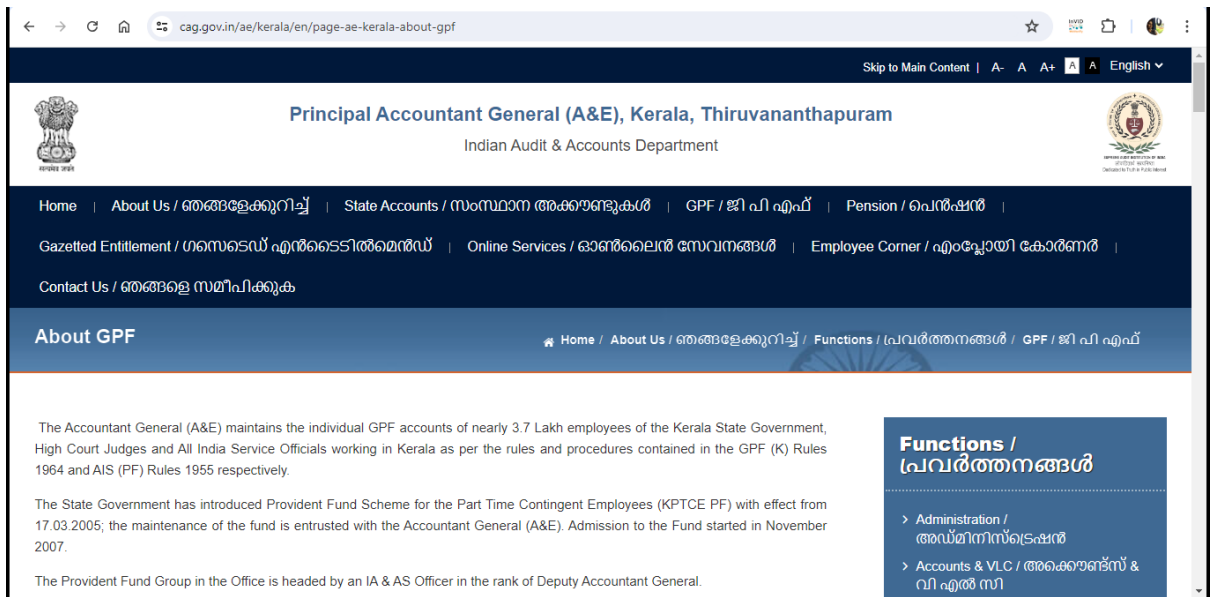 cag.gov.in/ae/kerala/en/page-ae-kerala-about-gpf
Skip to Main Content | A- A A+ A A English
Principal Accountant General (A&E), Kerala, Thiruvananthapuram
Indian Audit & Accounts Department
सत्यमेव जयते
Home | About Us / ഞങ്ങളേക്കുറിച്ച് | State Accounts / സംസ്ഥാന അക്കൗണ്ടുകൾ | GPF / ജി പി എഫ് | Pension / പെൻഷൻ |
Gazetted Entitlement / ഗസെടെഡ് എൻടൈടിൽമെൻഡ് | Online Services / ഓൺലൈൻ സേവനങ്ങൾ | Employee Corner / എംപ്ലോയി കോർണർ |
Contact Us / ഞങ്ങളെ സമീപിക്കുക
About GPF
Home / About Us / ഞങ്ങളേക്കുറിച്ച് / Functions / പ്രവർത്തനങ്ങൾ / GPF / ജി പി എഫ്
The Accountant General (A&E) maintains the individual GPF accounts of nearly 3.7 Lakh employees of the Kerala State Government,
High Court Judges and All India Service Officials working in Kerala as per the rules and procedures contained in the GPF (K) Rules
1964 and AIS (PF) Rules 1955 respectively.
The State Government has introduced Provident Fund Scheme for the Part Time Contingent Employees (KPTCE PF) with effect from
17.03.2005; the maintenance of the fund is entrusted with the Accountant General (A&E). Admission to the Fund started in November
2007.
The Provident Fund Group in the Office is headed by an IA & AS Officer in the rank of Deputy Accountant General.
Functions /
പ്രവർത്തനങ്ങൾ
> Administration /
അഡ്മിനിസ്ട്രേഷൻ
> Accounts & VLC / അക്കൌണ്ട്സ് &
വി എൽ സി